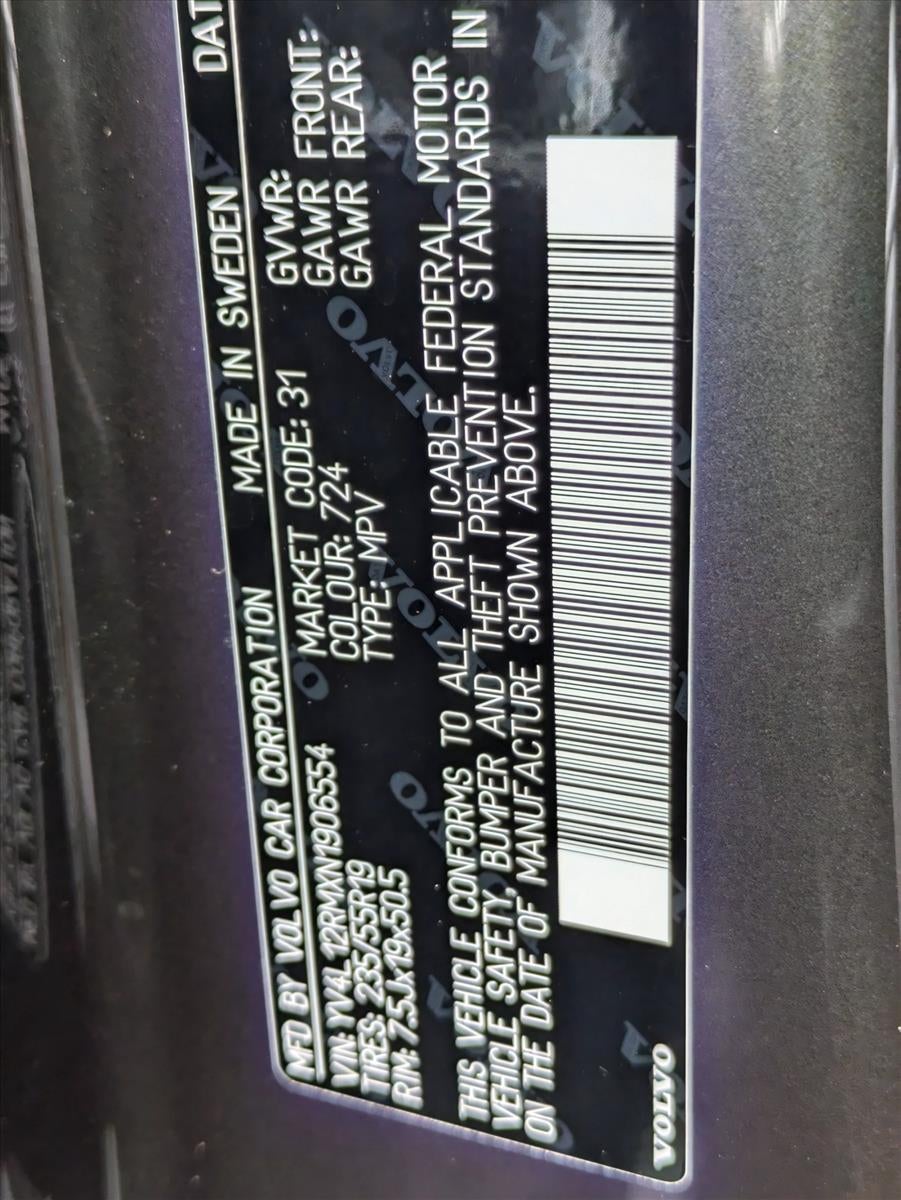 MFD BY VOLVO CAR CORPORATION MADE IN SWEDEN DAT
VIN: YV4L12RMXN1906554 MARKET CODE: 31 GVWR:
TIRES: 235/55R19 COLOUR: 724 GAWR FRONT:
RIM: 7.5Jx19x50.5 TYPE: MPV GAWR REAR:
THIS VEHICLE CONFORMS TO ALL APPLICABLE FEDERAL MOTOR
VEHICLE SAFETY, BUMPER AND THEFT PREVENTION STANDARDS IN
ON THE DATE OF MANUFACTURE SHOWN ABOVE.
VOLVO